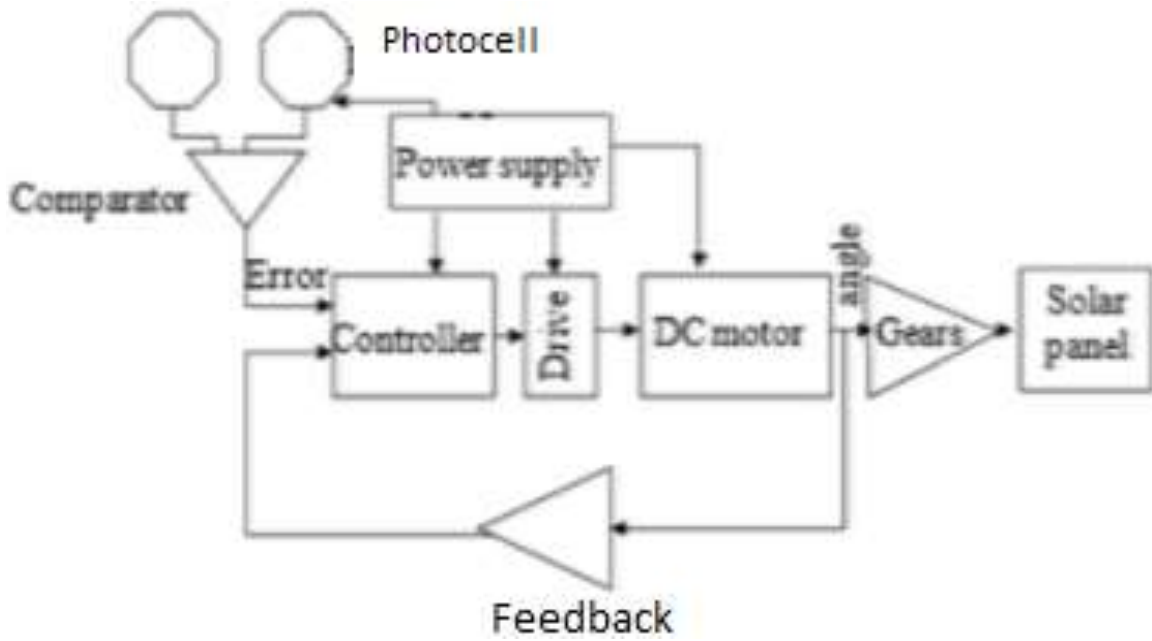 Photocell
Power supply
Comparator
Error
angle
Controller
Drive
DC motor
Gears
Solar
panel
Feedback